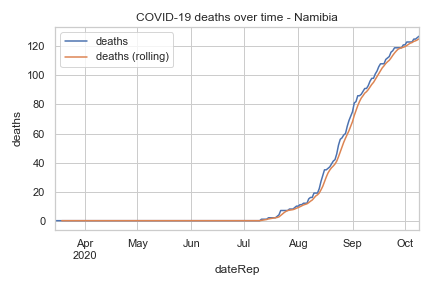 COVID-19 deaths over time - Namibia
deaths
deaths (rolling)
120
100
80
60
40
20
0
deaths
Apr
2020
May
Jun
Jul
Aug
Sep
Oct
dateRep